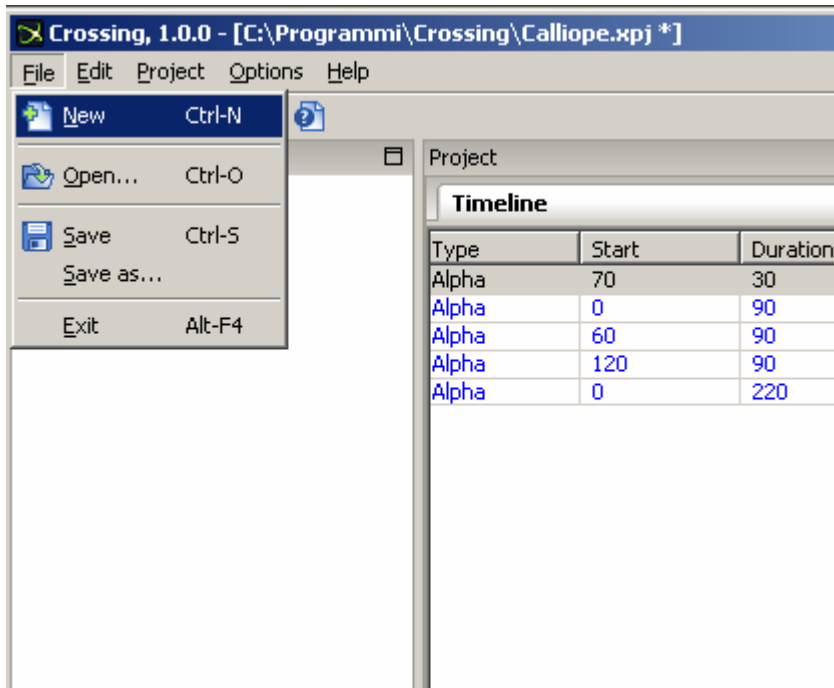 Crossing, 1.0.0 - [C:\Programmi\Crossing\Calliope.xpj *]
File Edit Project Options Help
New Ctrl-N
Open... Ctrl-O
Save Ctrl-S
Save as...
Exit Alt-F4
Project
Timeline
Type Start Duration
Alpha 70 30
Alpha 0 90
Alpha 60 90
Alpha 120 90
Alpha 0 220